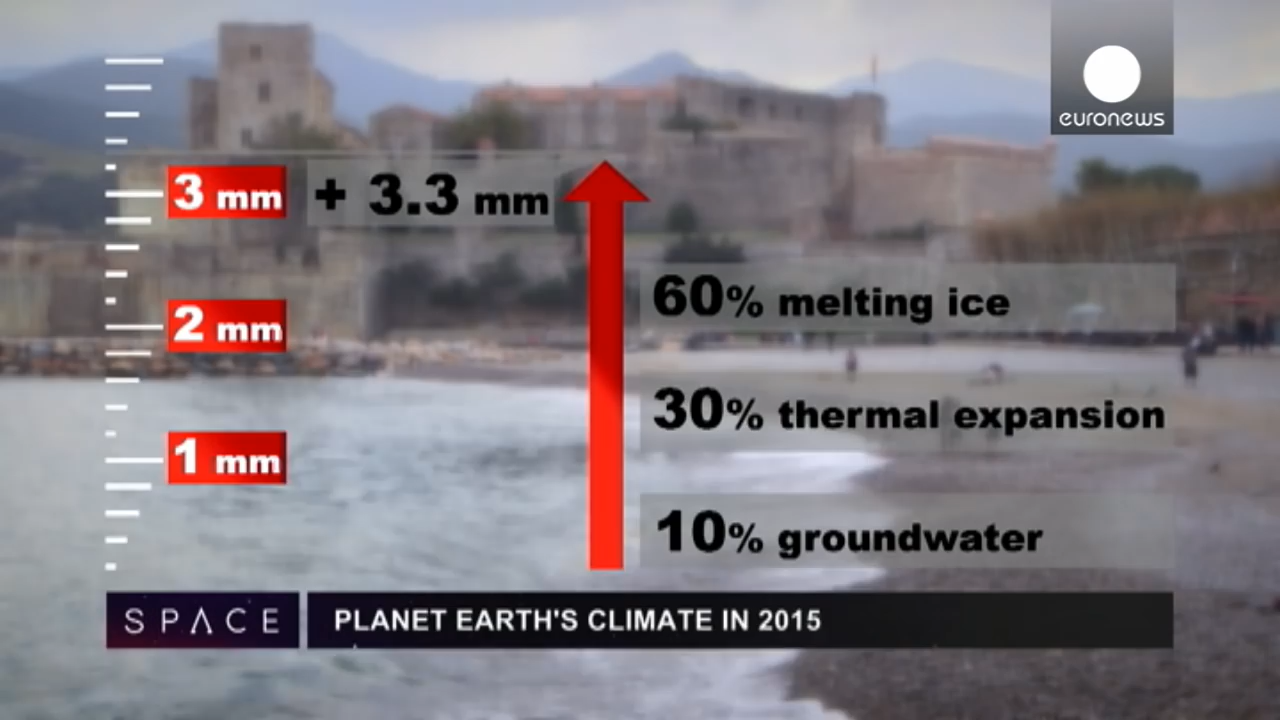 euronews
3 mm + 3.3 mm
60% melting ice
2 mm
30% thermal expansion
1 mm
10% groundwater
SPACE PLANET EARTH'S CLIMATE IN 2015